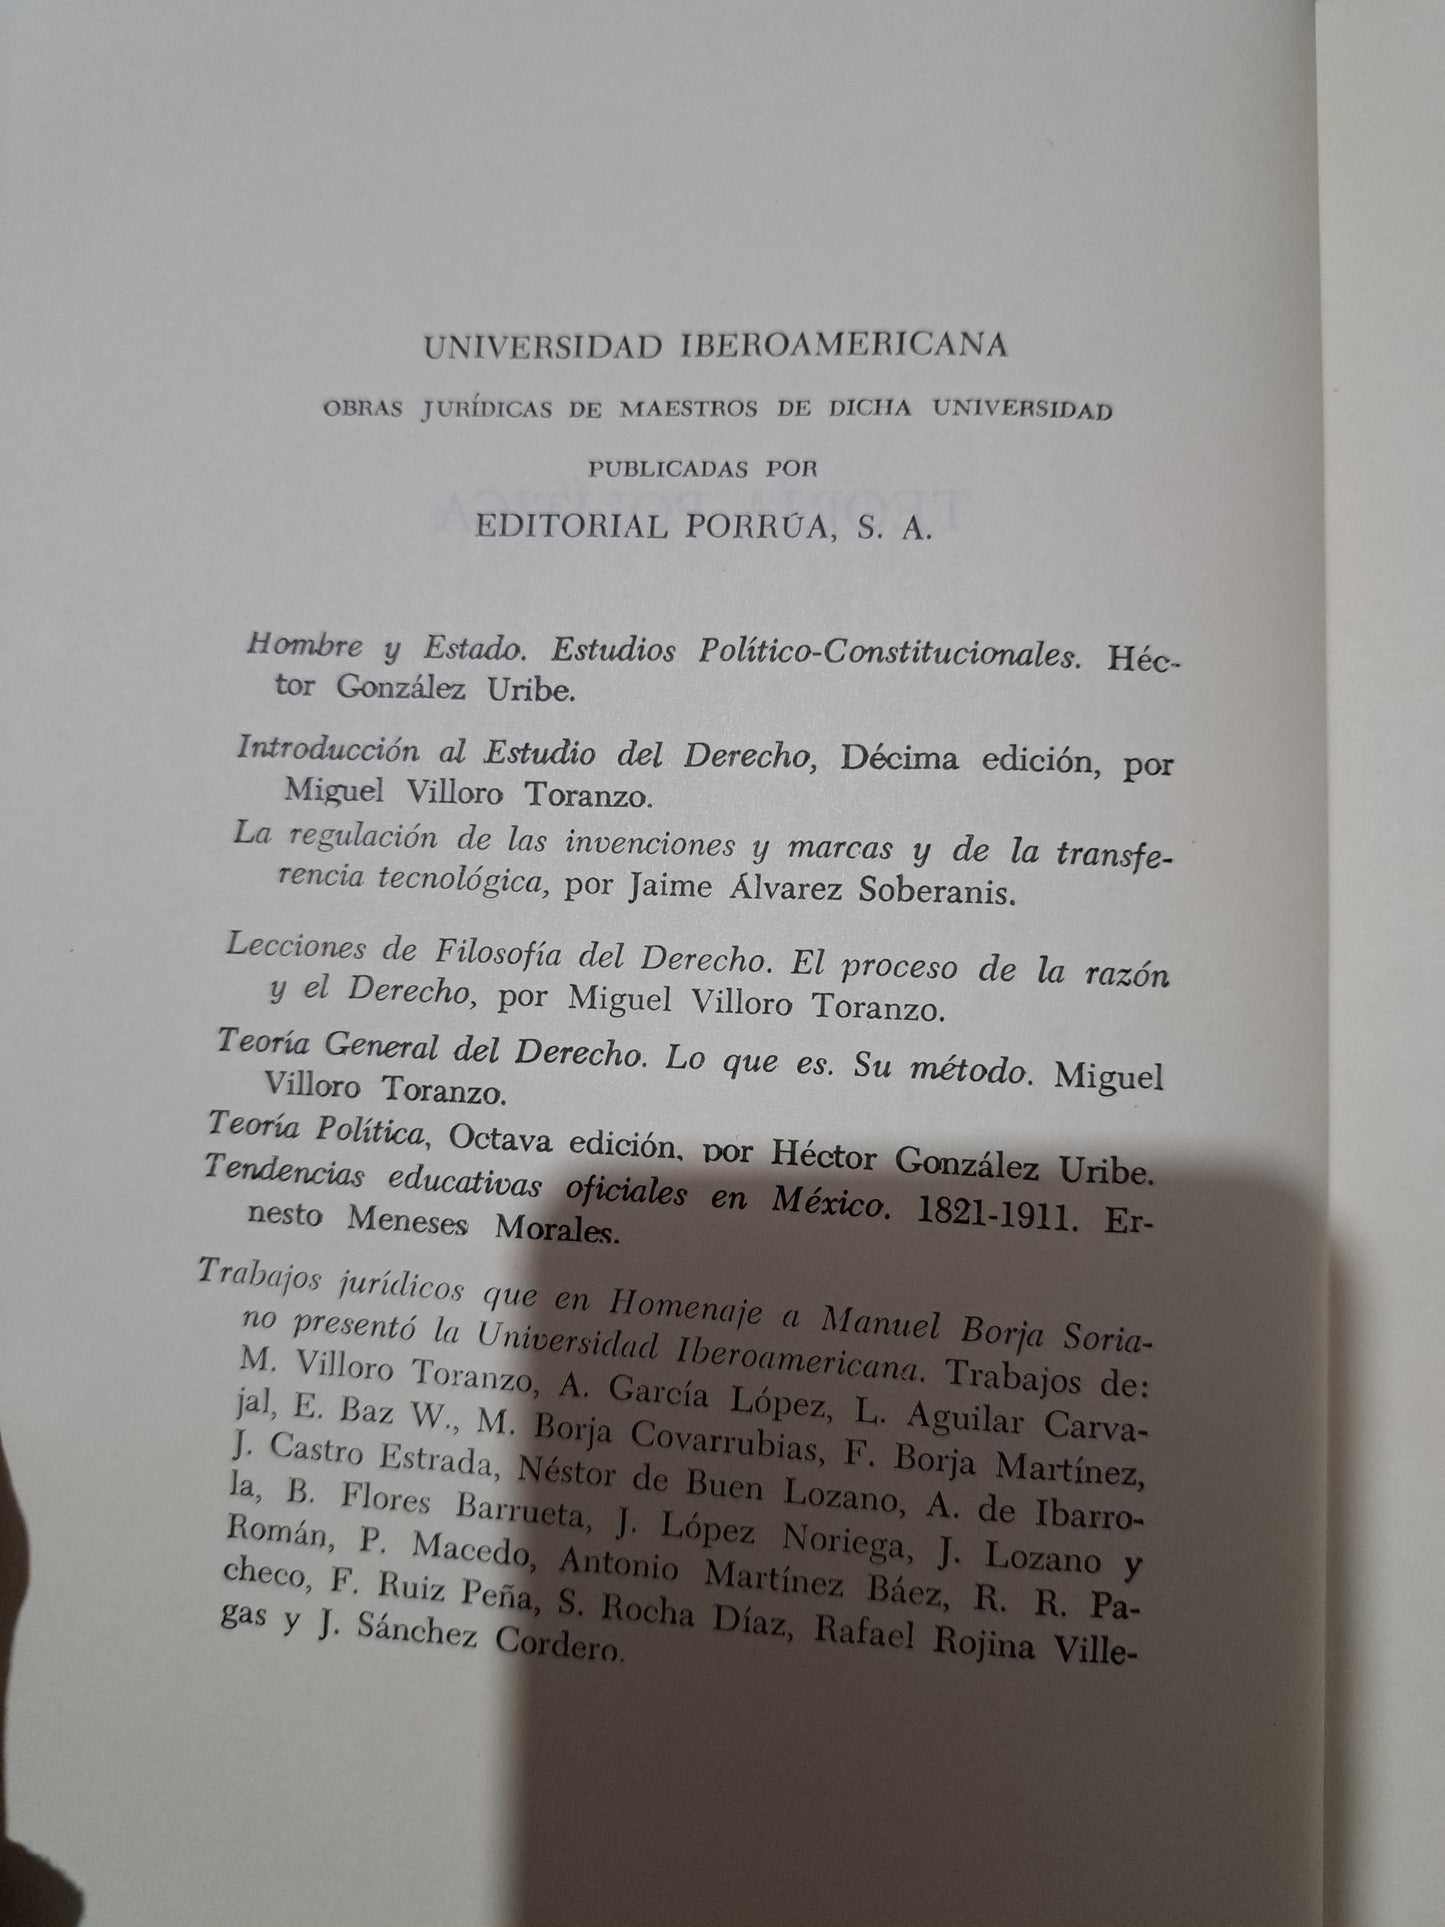 UNIVERSIDAD IBEROAMERICANA
OBRAS JURÍDICAS DE MAESTROS DE DICHA UNIVERSIDAD
PUBLICADAS POR
EDITORIAL PORRÚA, S. A.
Hombre y Estado. Estudios Político-Constitucionales. Héc-
tor González Uribe.
Introducción al Estudio del Derecho, Décima edición, por
Miguel Villoro Toranzo.
La regulación de las invenciones y marcas y de la transfe-
rencia tecnológica, por Jaime Álvarez Soberanis.
Lecciones de Filosofía del Derecho. El proceso de la razón
y el Derecho, por Miguel Villoro Toranzo.
Teoría General del Derecho. Lo que es. Su método. Miguel
Villoro Toranzo.
Teoría Política, Octava edición, por Héctor González Uribe.
Tendencias educativas oficiales en México. 1821-1911. Er-
nesto Meneses Morales.
Trabajos jurídicos que en Homenaje a Manuel Borja Soria-
no presentó la Universidad Iberoamericana. Trabajos de:
M. Villoro Toranzo, A. García López, L. Aguilar Carva-
jal, E. Baz W., M. Borja Covarrubias, F. Borja Martínez,
J. Castro Estrada, Néstor de Buen Lozano, A. de Ibarro-
la, B. Flores Barrueta, J. López Noriega, J. Lozano y
Román, P. Macedo, Antonio Martínez Báez, R. R. Pa-
checo, F. Ruiz Peña, S. Rocha Díaz, Rafael Rojina Ville-
gas y J. Sánchez Cordero.